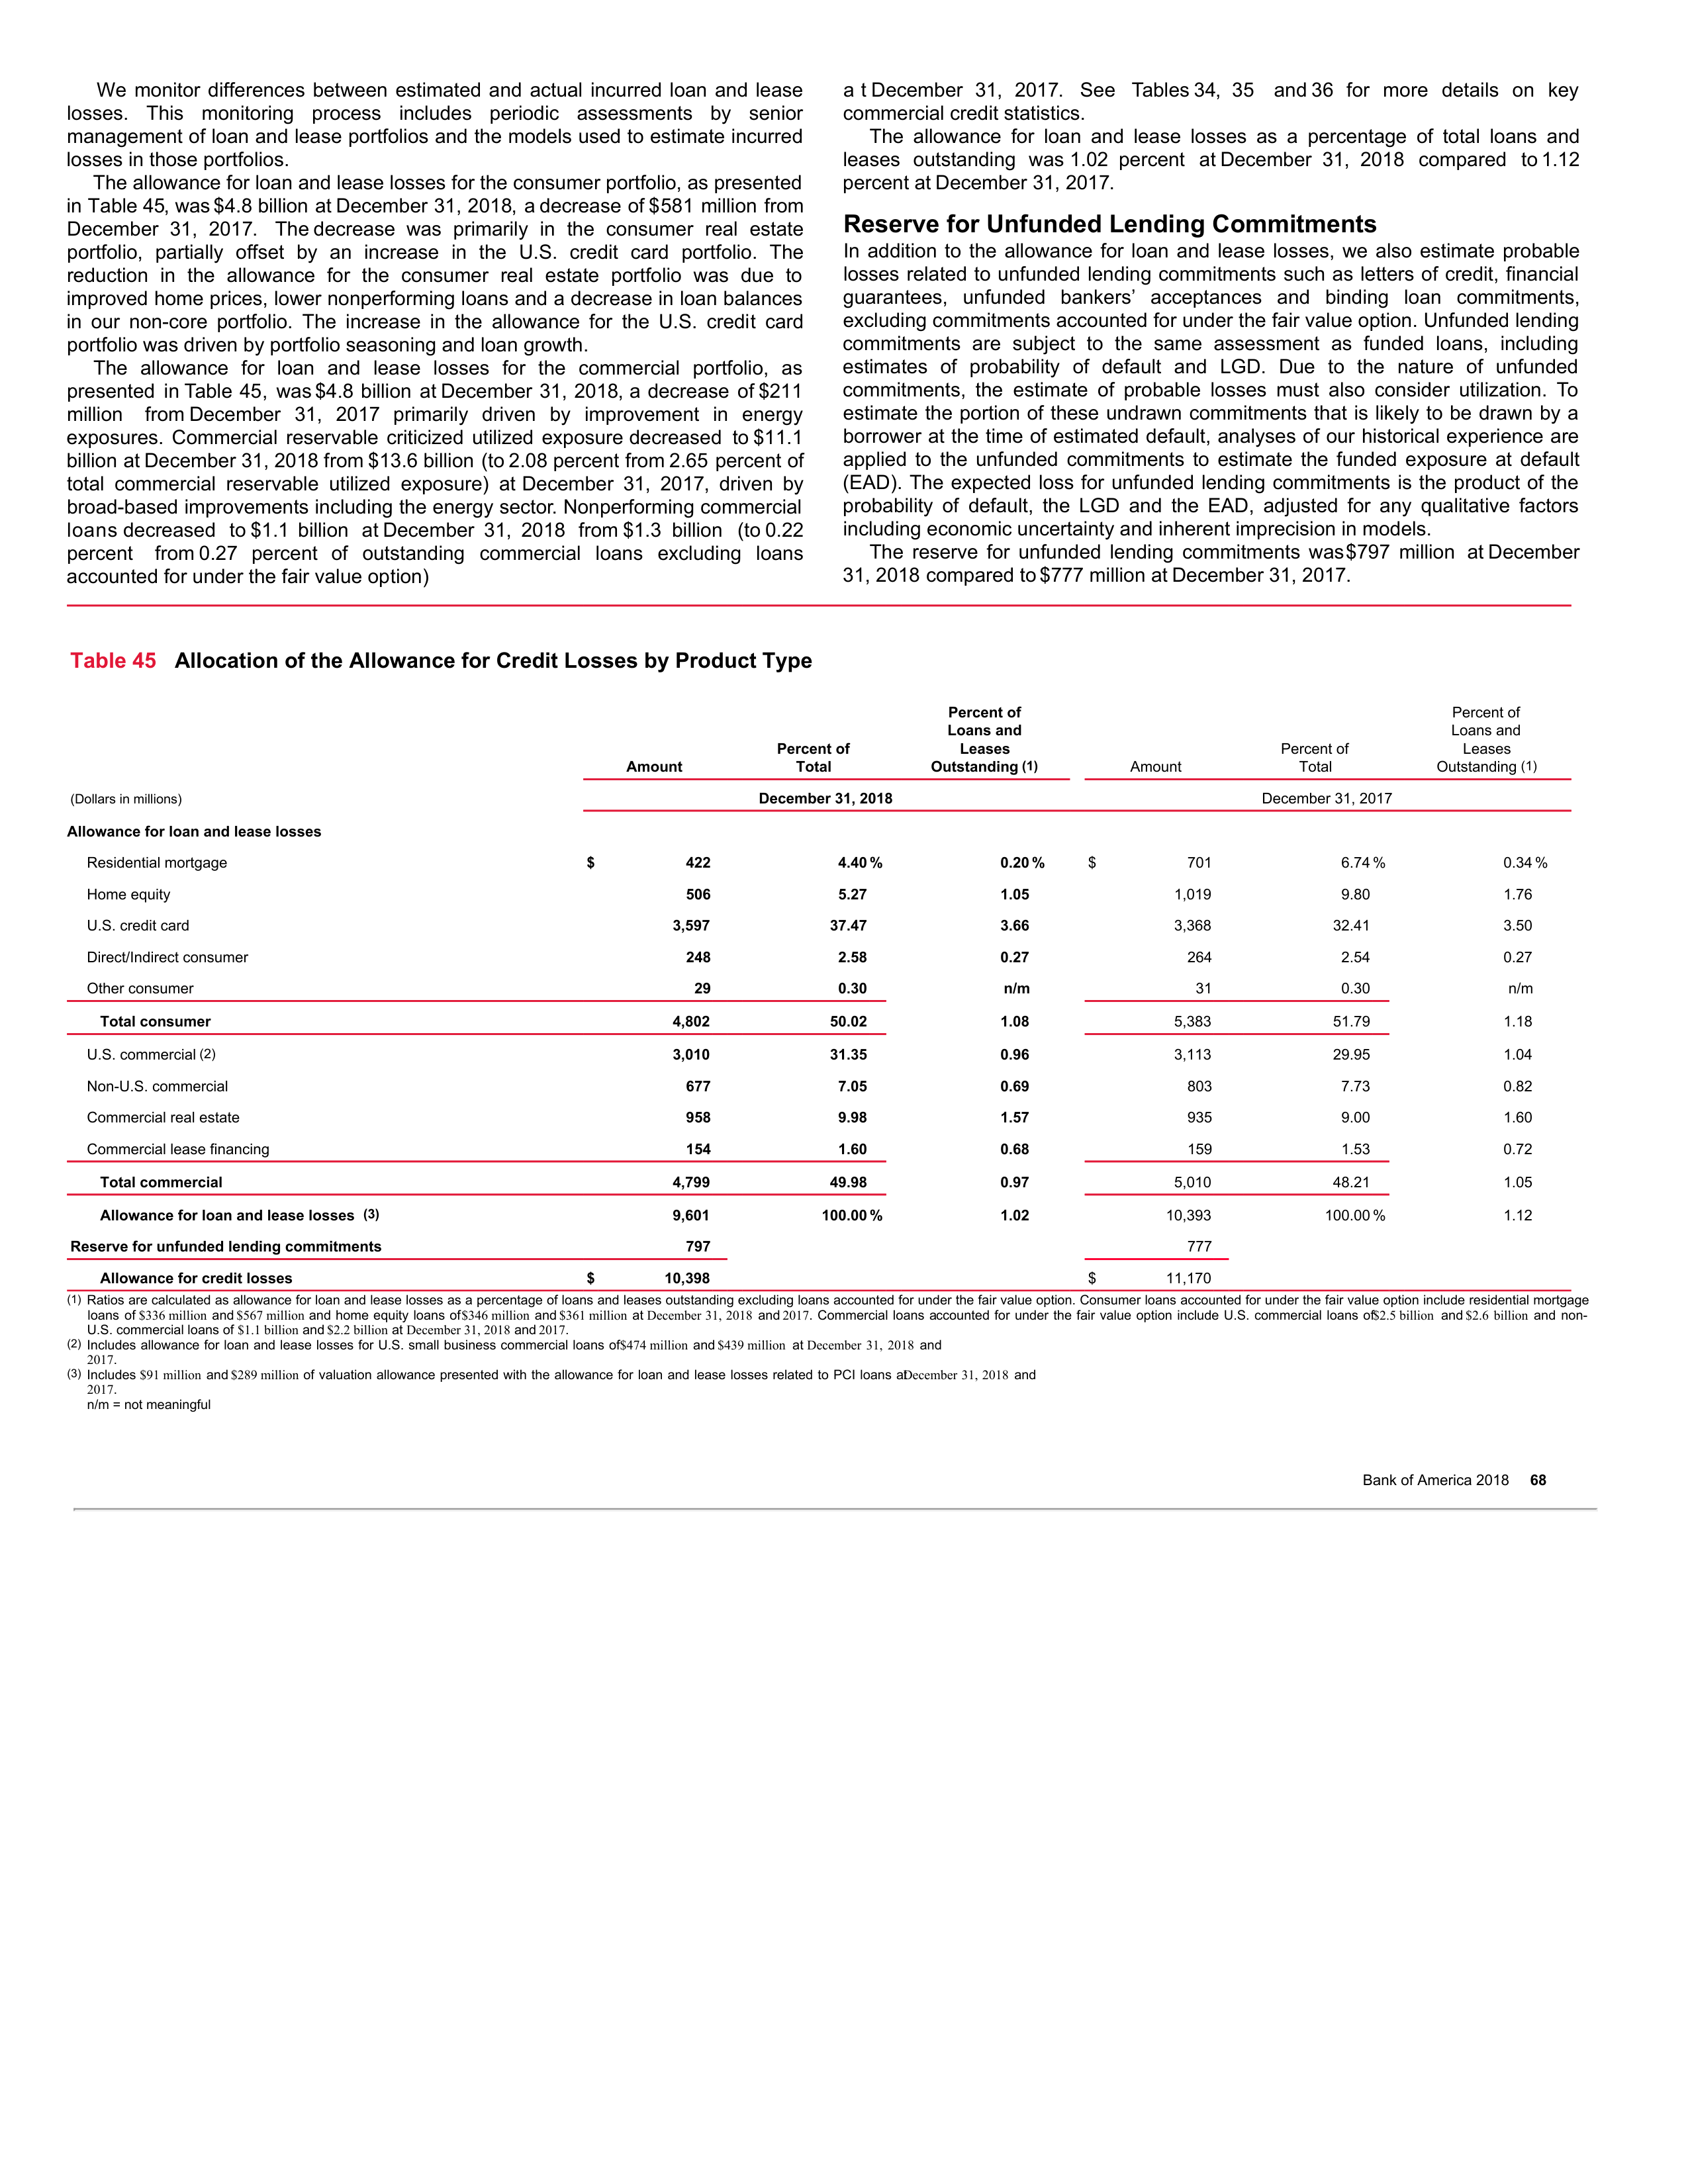 We monitor differences between estimated and actual incurred loan and lease
losses. This monitoring process includes periodic assessments by senior
management of loan and lease portfolios and the models used to estimate incurred
losses in those portfolios.
The allowance for loan and lease losses for the consumer portfolio, as presented
in Table 45, was $4.8 billion at December 31, 2018, a decrease of $581 million from
December 31, 2017. The decrease was primarily in the consumer real estate
portfolio, partially offset by an increase in the U.S. credit card portfolio. The
reduction in the allowance for the consumer real estate portfolio was due to
improved home prices, lower nonperforming loans and a decrease in loan balances
in our non-core portfolio. The increase in the allowance for the U.S. credit card
portfolio was driven by portfolio seasoning and loan growth.
The allowance for loan and lease losses for the commercial portfolio, as
presented in Table 45, was $4.8 billion at December 31, 2018, a decrease of $211
million from December 31, 2017 primarily driven by improvement in energy
exposures. Commercial reservable criticized utilized exposure decreased to $11.1
billion at December 31, 2018 from $13.6 billion (to 2.08 percent from 2.65 percent of
total commercial reservable utilized exposure) at December 31, 2017, driven by
broad-based improvements including the energy sector. Nonperforming commercial
loans decreased to $1.1 billion at December 31, 2018 from $1.3 billion (to 0.22
percent from 0.27 percent of outstanding commercial loans excluding loans
accounted for under the fair value option)
a t December 31, 2017. See Tables 34, 35 and 36 for more details on key
commercial credit statistics.
The allowance for loan and lease losses as a percentage of total loans and
leases outstanding was 1.02 percent at December 31, 2018 compared to 1.12
percent at December 31, 2017.
Reserve for Unfunded Lending Commitments
In addition to the allowance for loan and lease losses, we also estimate probable
losses related to unfunded lending commitments such as letters of credit, financial
guarantees, unfunded bankers’ acceptances and binding loan commitments,
excluding commitments accounted for under the fair value option. Unfunded lending
commitments are subject to the same assessment as funded loans, including
estimates of probability of default and LGD. Due to the nature of unfunded
commitments, the estimate of probable losses must also consider utilization. To
estimate the portion of these undrawn commitments that is likely to be drawn by a
borrower at the time of estimated default, analyses of our historical experience are
applied to the unfunded commitments to estimate the funded exposure at default
(EAD). The expected loss for unfunded lending commitments is the product of the
probability of default, the LGD and the EAD, adjusted for any qualitative factors
including economic uncertainty and inherent imprecision in models.
The reserve for unfunded lending commitments was $797 million at December
31, 2018 compared to $777 million at December 31, 2017.
Table 45 Allocation of the Allowance for Credit Losses by Product Type
Amount Percent of Total Percent of Loans and Leases Outstanding (1) Amount Percent of Total Percent of Loans and Leases Outstanding (1)
(Dollars in millions) December 31, 2018 December 31, 2017
Allowance for loan and lease losses
Residential mortgage $ 422 4.40 % 0.20 % $ 701 6.74 % 0.34 %
Home equity 506 5.27 1.05 1,019 9.80 1.76
U.S. credit card 3,597 37.47 3.66 3,368 32.41 3.50
Direct/Indirect consumer 248 2.58 0.27 264 2.54 0.27
Other consumer 29 0.30 n/m 31 0.30 n/m
Total consumer 4,802 50.02 1.08 5,383 51.79 1.18
U.S. commercial (2) 3,010 31.35 0.96 3,113 29.95 1.04
Non-U.S. commercial 677 7.05 0.69 803 7.73 0.82
Commercial real estate 958 9.98 1.57 935 9.00 1.60
Commercial lease financing 154 1.60 0.68 159 1.53 0.72
Total commercial 4,799 49.98 0.97 5,010 48.21 1.05
Allowance for loan and lease losses (3) 9,601 100.00 % 1.02 10,393 100.00 % 1.12
Reserve for unfunded lending commitments 797 777
Allowance for credit losses $ 10,398 $ 11,170
(1) Ratios are calculated as allowance for loan and lease losses as a percentage of loans and leases outstanding excluding loans accounted for under the fair value option. Consumer loans accounted for under the fair value option include residential mortgage
loans of $336 million and $567 million and home equity loans of $346 million and $361 million at December 31, 2018 and 2017. Commercial loans accounted for under the fair value option include U.S. commercial loans of $2.5 billion and $2.6 billion and non-
U.S. commercial loans of $1.1 billion and $2.2 billion at December 31, 2018 and 2017.
(2) Includes allowance for loan and lease losses for U.S. small business commercial loans of $474 million and $439 million at December 31, 2018 and
2017.
(3) Includes $91 million and $289 million of valuation allowance presented with the allowance for loan and lease losses related to PCI loans at December 31, 2018 and
2017.
n/m = not meaningful
Bank of America 2018 68